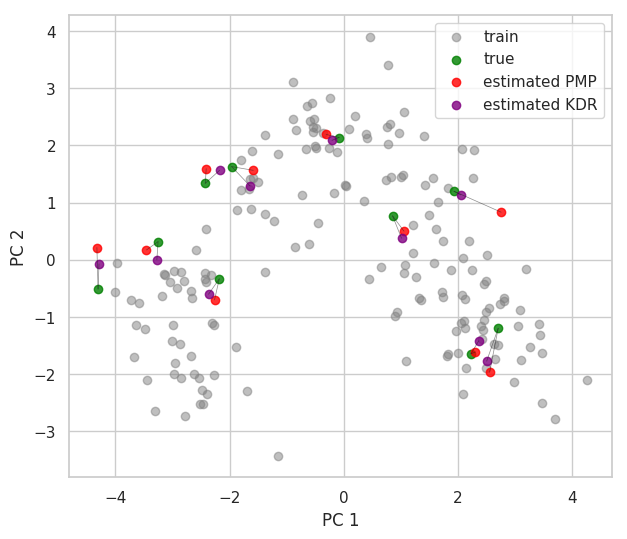 train
true
estimated PMP
estimated KDR
4
3
2
1
0
−1
−2
−3
PC 2
−4 −2 0 2 4
PC 1